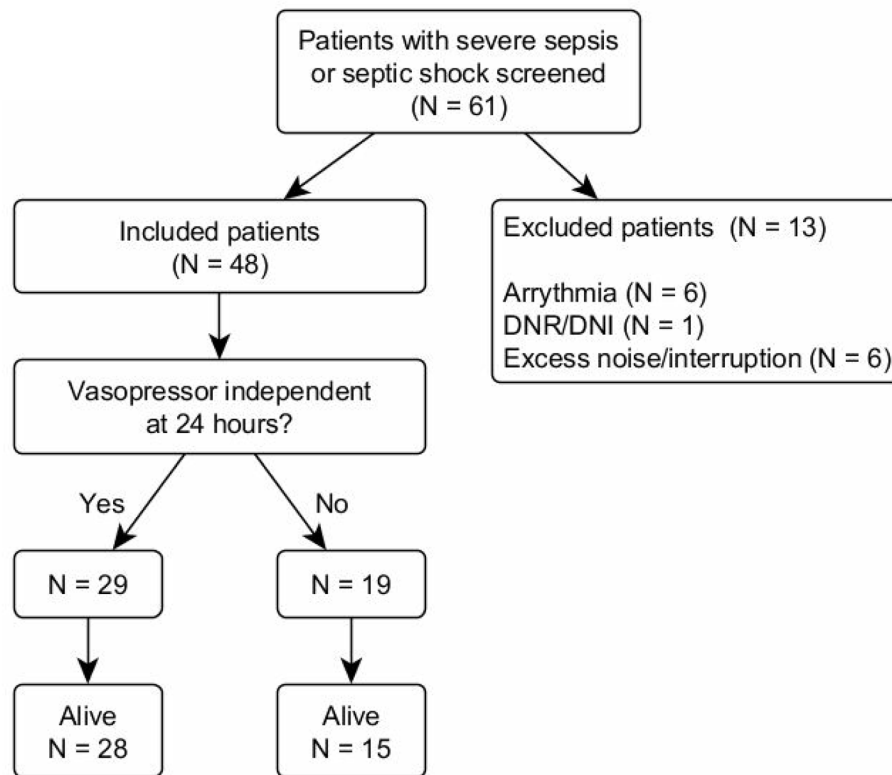 Patients with severe sepsis
or septic shock screened
(N = 61)
Included patients
(N = 48)
Excluded patients (N = 13)
Arrythmia (N = 6)
DNR/DNI (N = 1)
Excess noise/interruption (N = 6)
Vasopressor independent
at 24 hours?
Yes
No
N = 29
N = 19
Alive
N = 28
Alive
N = 15